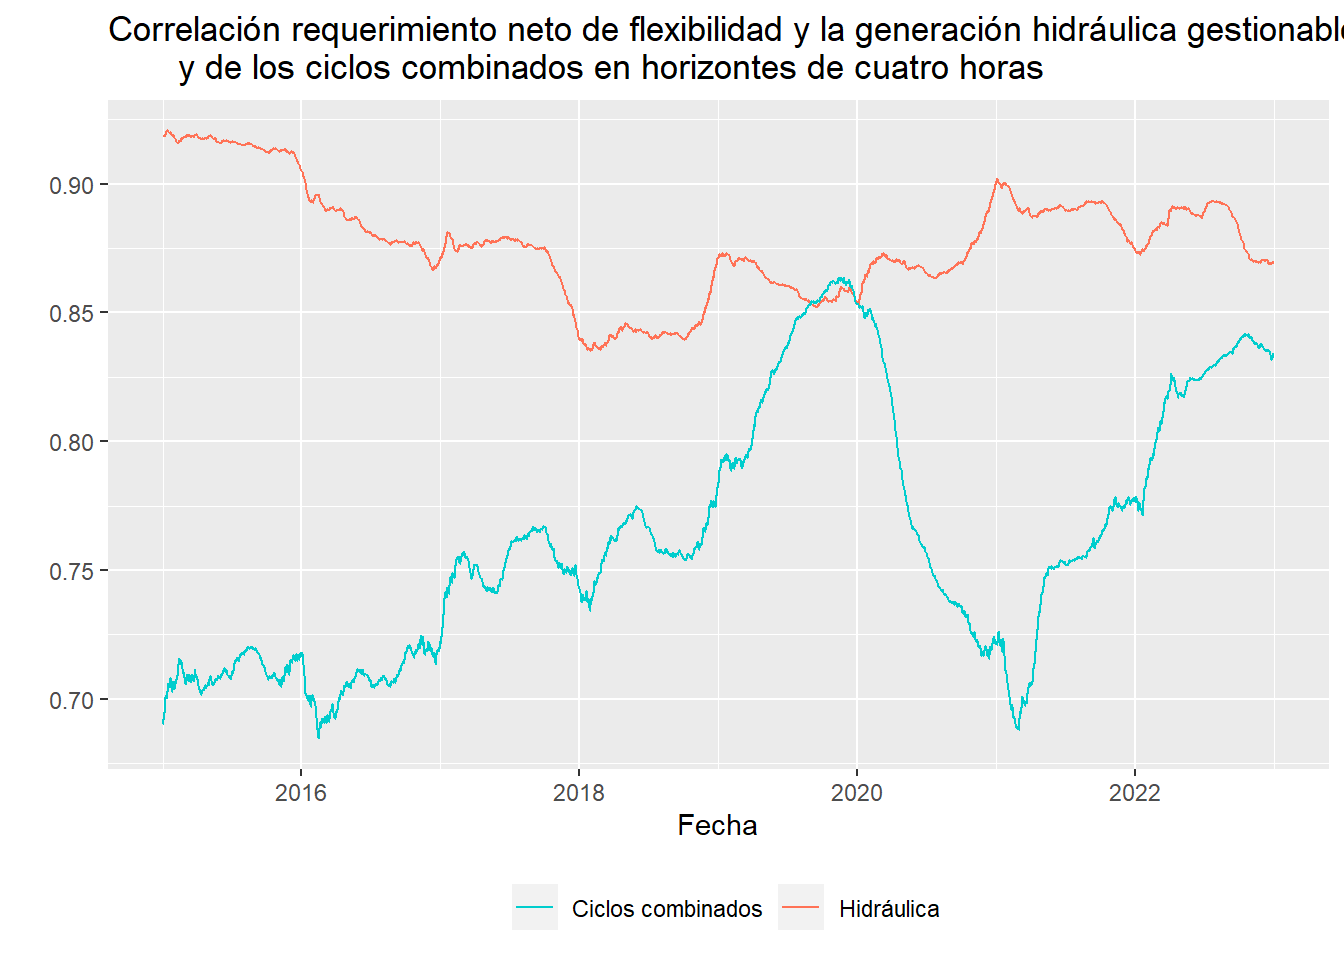 Correlación requerimiento neto de flexibilidad y la generación hidráulica gestionable
y de los ciclos combinados en horizontes de cuatro horas
0.90
0.85
0.80
0.75
0.70
2016 2018 2020 2022
Fecha
Ciclos combinados Hidráulica